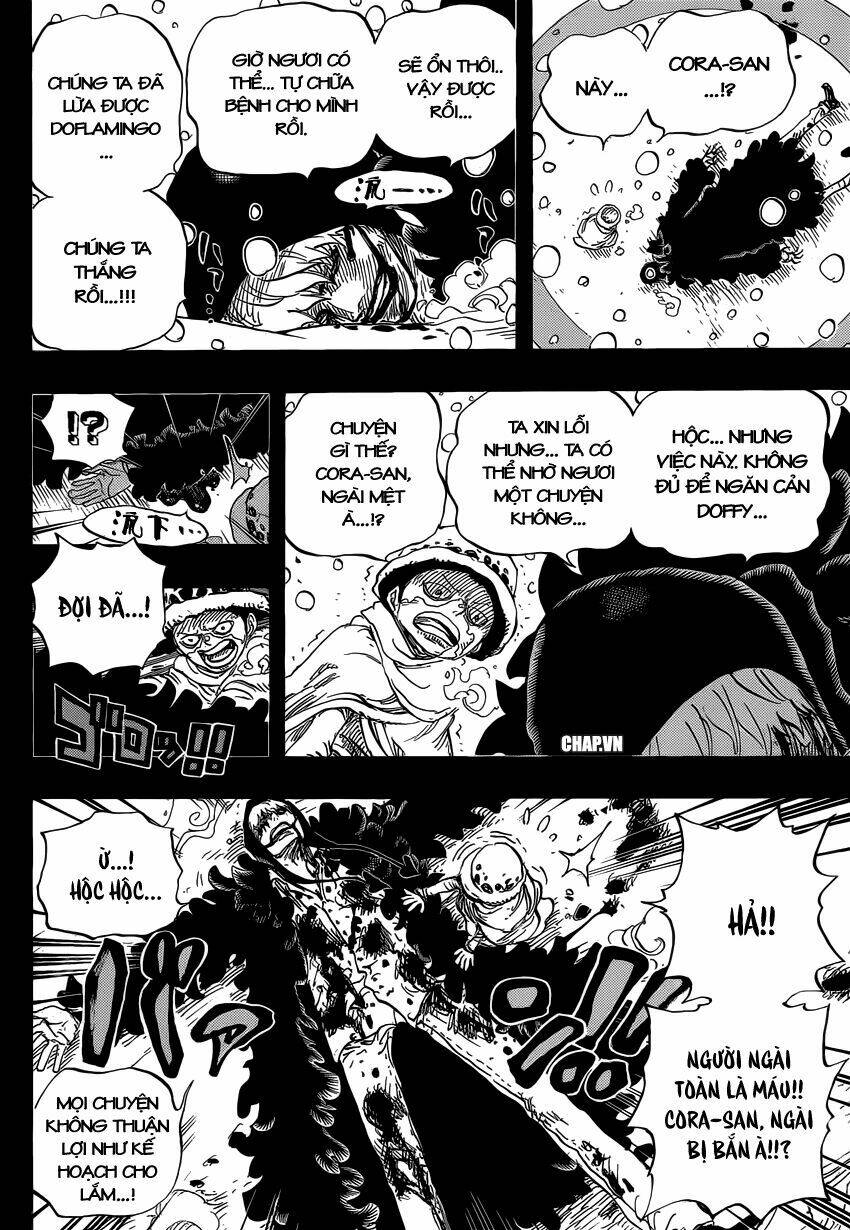 CORA-SAN
...!?
NÀY...
SẼ ỔN THÔI..
VẬY ĐƯỢC
RỒI...
GIỜ NGƯƠI CÓ
THỂ... TỰ CHỮA
BỆNH CHO MÌNH
RỒI.
CHÚNG TA ĐÃ
LỪA ĐƯỢC
DOFLAMINGO
...
CHÚNG TA
THẮNG
RỒI...!!!
HỘC... NHƯNG
VIỆC NÀY. KHÔNG
ĐỦ ĐỂ NGĂN CẢN
DOFFY...
TA XIN LỖI
NHƯNG... TA CÓ
THỂ NHỜ NGƯƠI
MỘT CHUYỆN
KHÔNG...
CHUYỆN
GÌ THẾ?
CORA-SAN,
NGÀI MỆT
À...!?
CHAP.VN
!?
ĐỢI ĐÃ...!
ゴロロ!!
HẢ!!
NGƯỜI NGÀI
TOÀN LÀ MÁU!!
CORA-SAN, NGÀI
BỊ BẮN À!!?
Ừ...!
HỘC HỘC...
MỌI CHUYỆN
KHÔNG THUẬN
LỢI NHƯ KẾ
HOẠCH CHO
LẮM...!